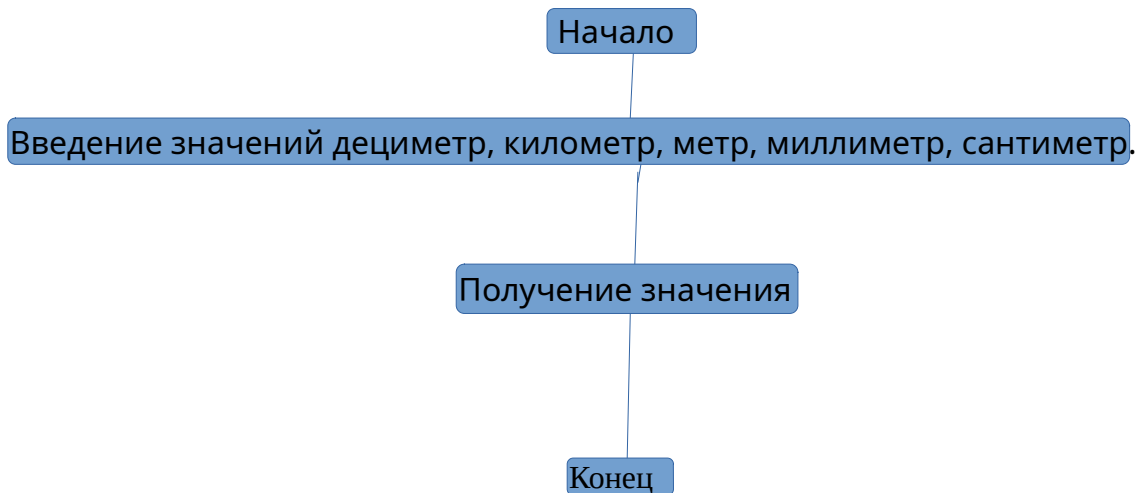 Начало
Введение значений дециметр, километр, метр, миллиметр, сантиметр.
Получение значения
Конец